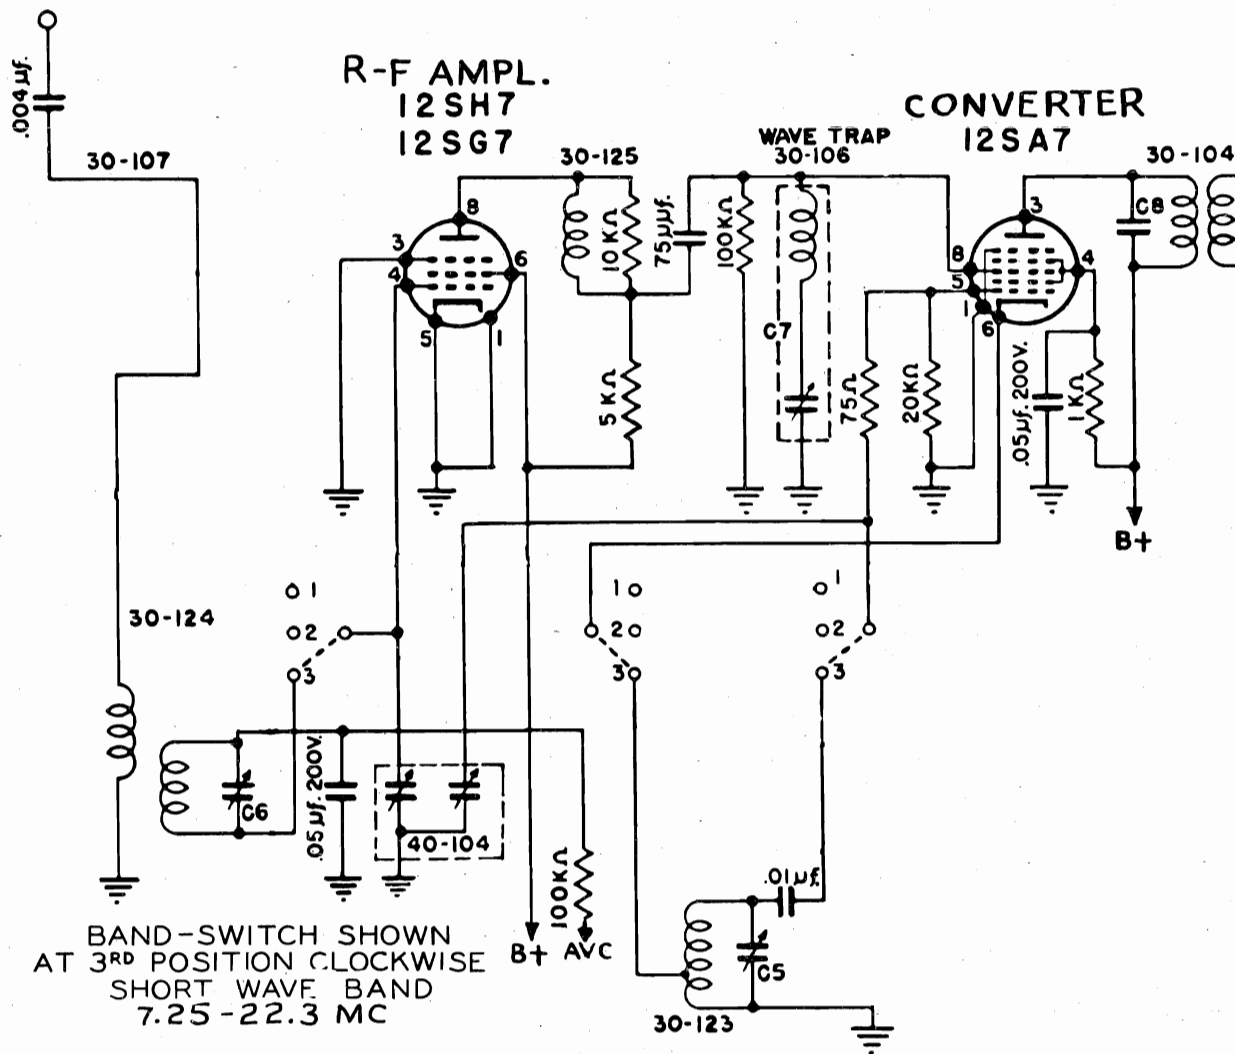 .004µf.
30-107
R-F AMPL.
12SH7
12SG7
30-125
WAVE TRAP
30-106
CONVERTER
12SA7
30-104
8
3
4
6
5
1
10KΩ
75µµf.
100KΩ
5KΩ
C7
3
8
5
1
6
4
C8
75Ω
20KΩ
.05µf.200V.
1KΩ
B+
30-124
1
2
3
1
2
3
1
2
3
C6
.05µf.200V.
40-104
100KΩ
B+
AVC
.01µf.
C5
30-123
BAND-SWITCH SHOWN
AT 3RD POSITION CLOCKWISE
SHORT WAVE BAND
7.25-22.3 MC